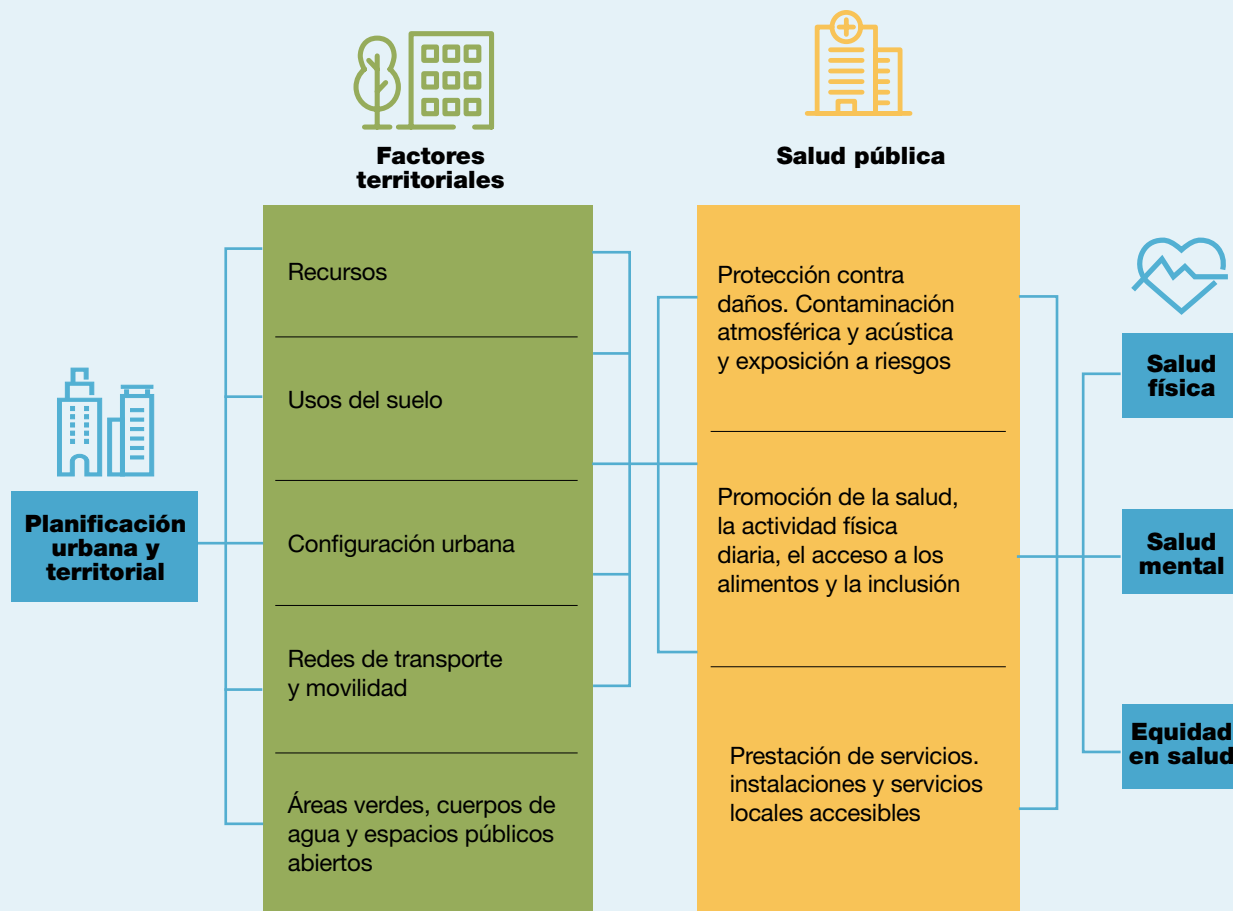 Factores
territoriales
Salud pública
Planificación
urbana y
territorial
Recursos
Usos del suelo
Configuración urbana
Redes de transporte
y movilidad
Áreas verdes, cuerpos de
agua y espacios públicos
abiertos
Protección contra
daños. Contaminación
atmosférica y acústica
y exposición a riesgos
Promoción de la salud,
la actividad física
diaria, el acceso a los
alimentos y la inclusión
Prestación de servicios.
instalaciones y servicios
locales accesibles
Salud
física
Salud
mental
Equidad
en salud